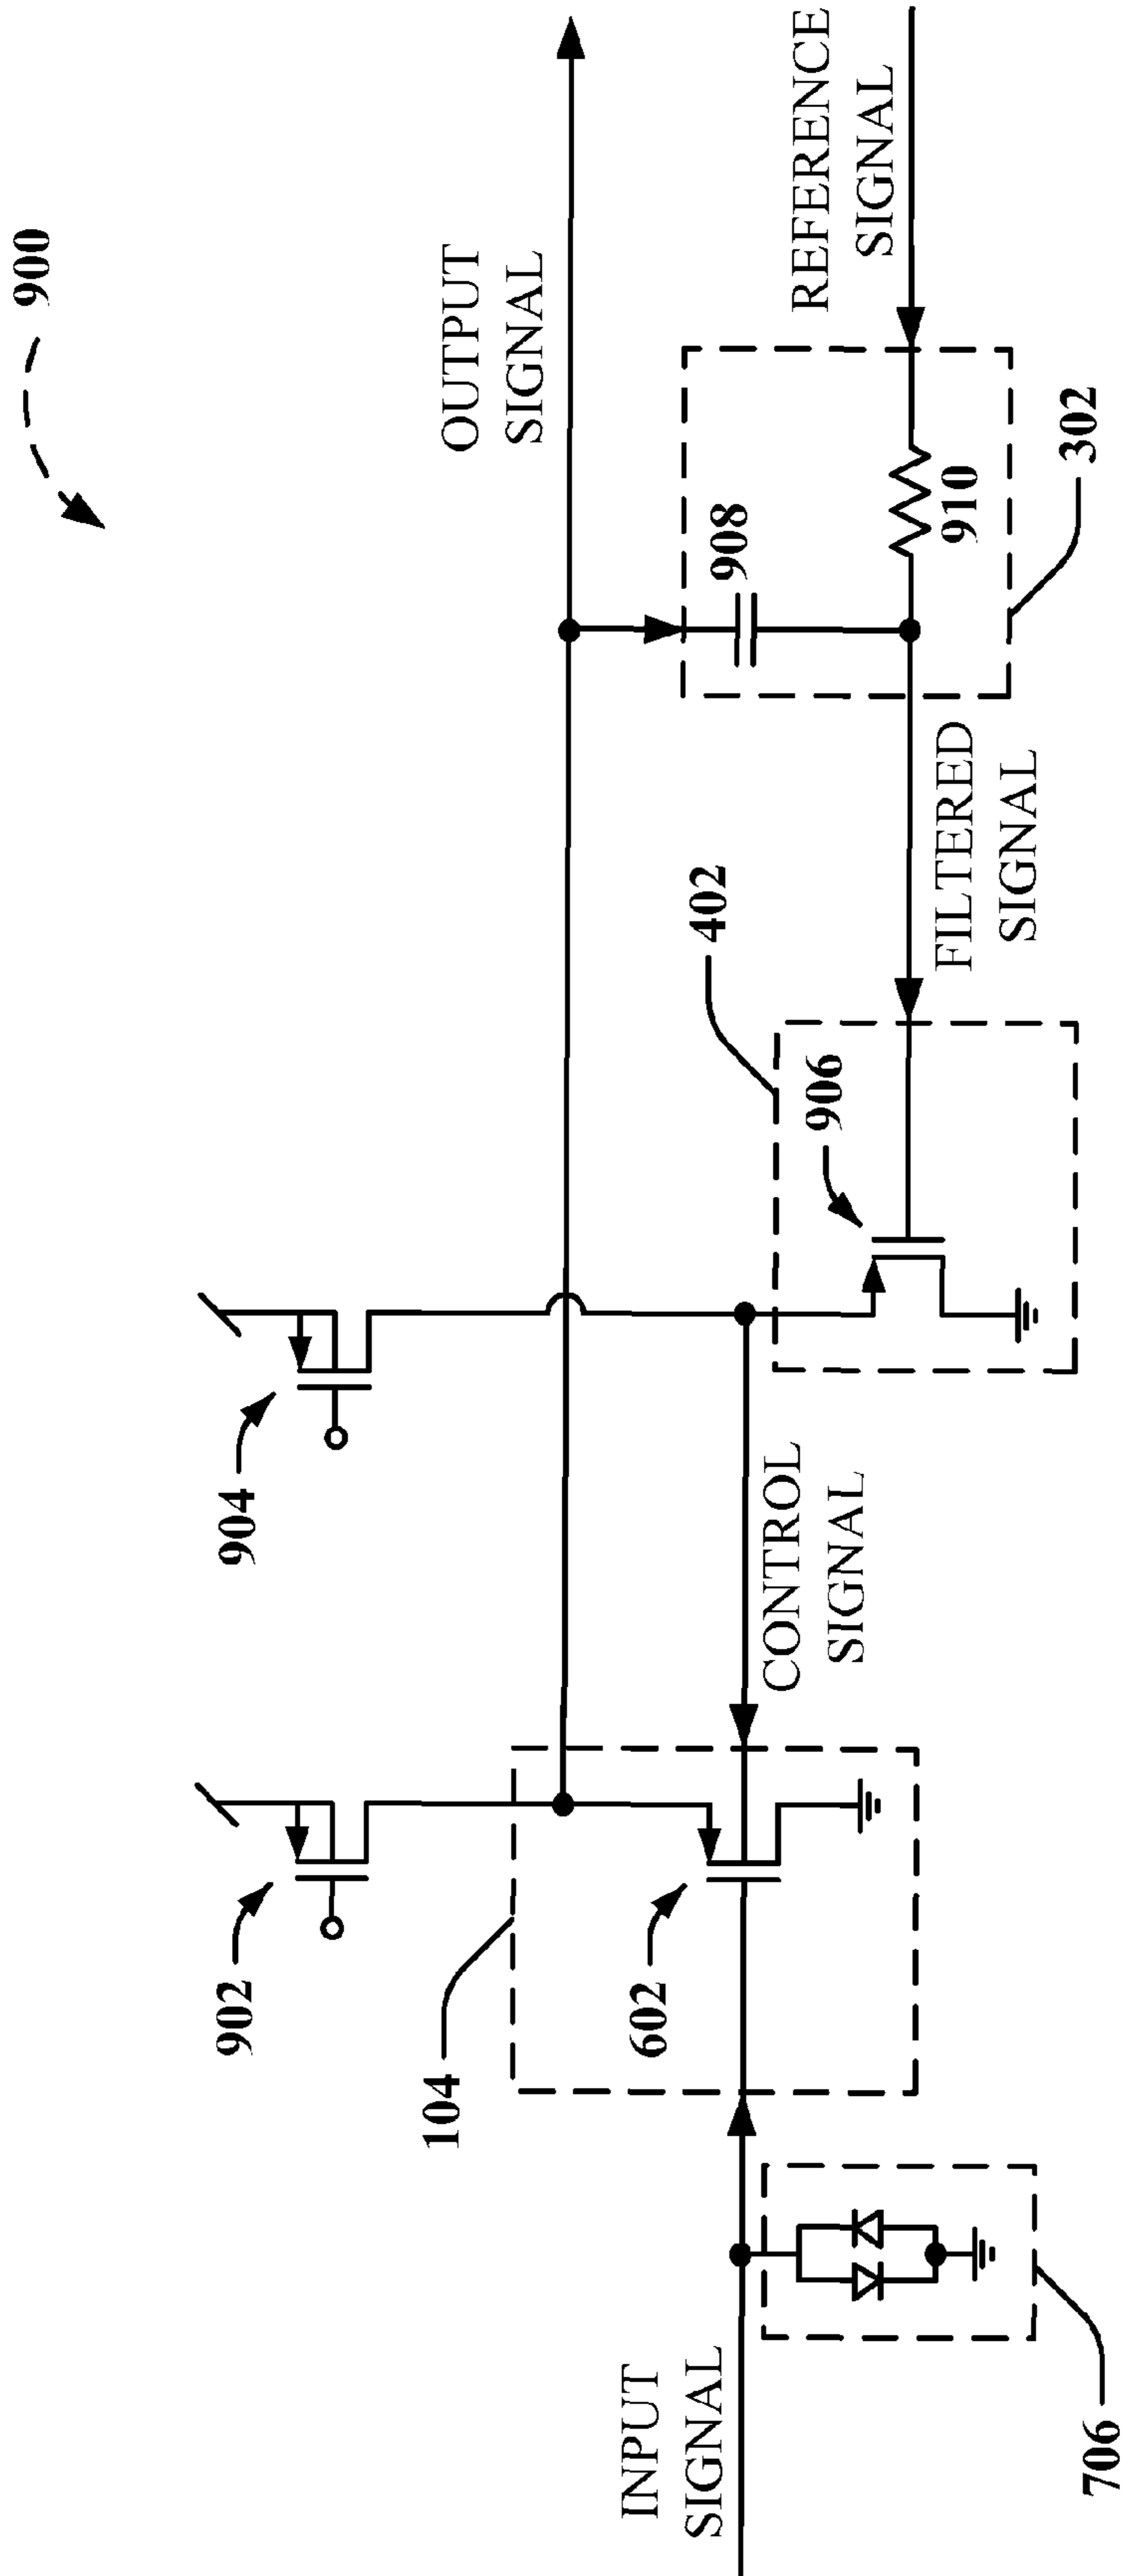 900
OUTPUT
SIGNAL
REFERENCE
SIGNAL
908
910
302
FILTERED
SIGNAL
402
906
904
CONTROL
SIGNAL
902
104
602
INPUT
SIGNAL
706